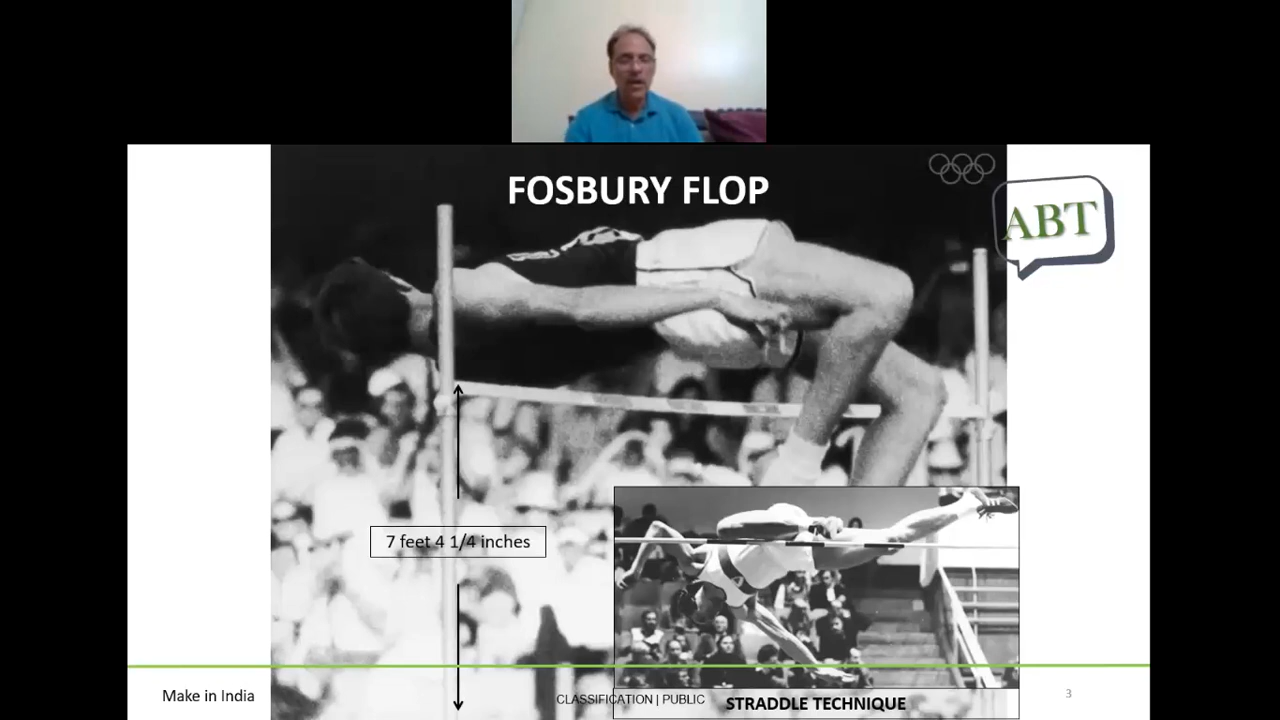 FOSBURY FLOP
ABT
7 feet 4 1/4 inches
Make in India
CLASSIFICATION | PUBLIC
STRADDLE TECHNIQUE
3